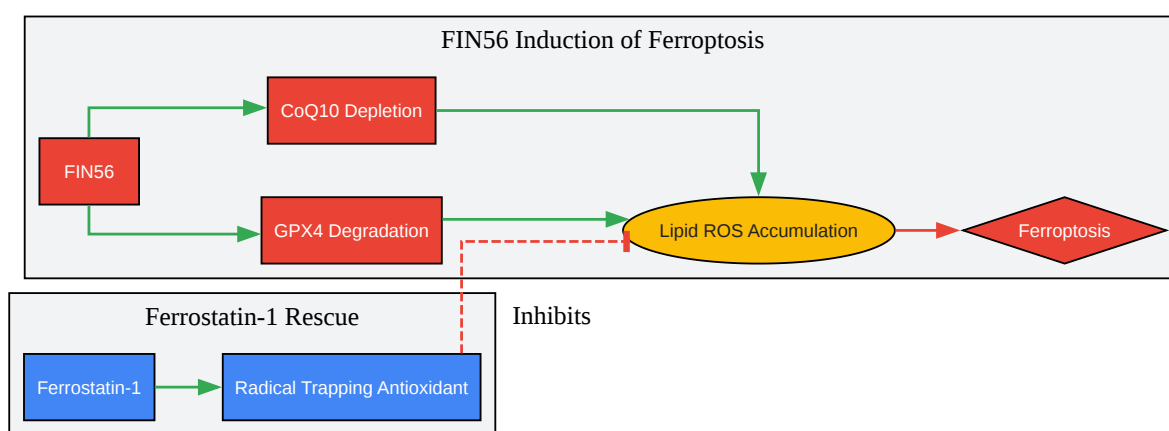 FIN56 Induction of Ferroptosis
CoQ10 Depletion
FIN56
GPX4 Degradation
Lipid ROS Accumulation
Ferroptosis
Ferrostatin-1 Rescue
Inhibits
Ferrostatin-1
Radical Trapping Antioxidant